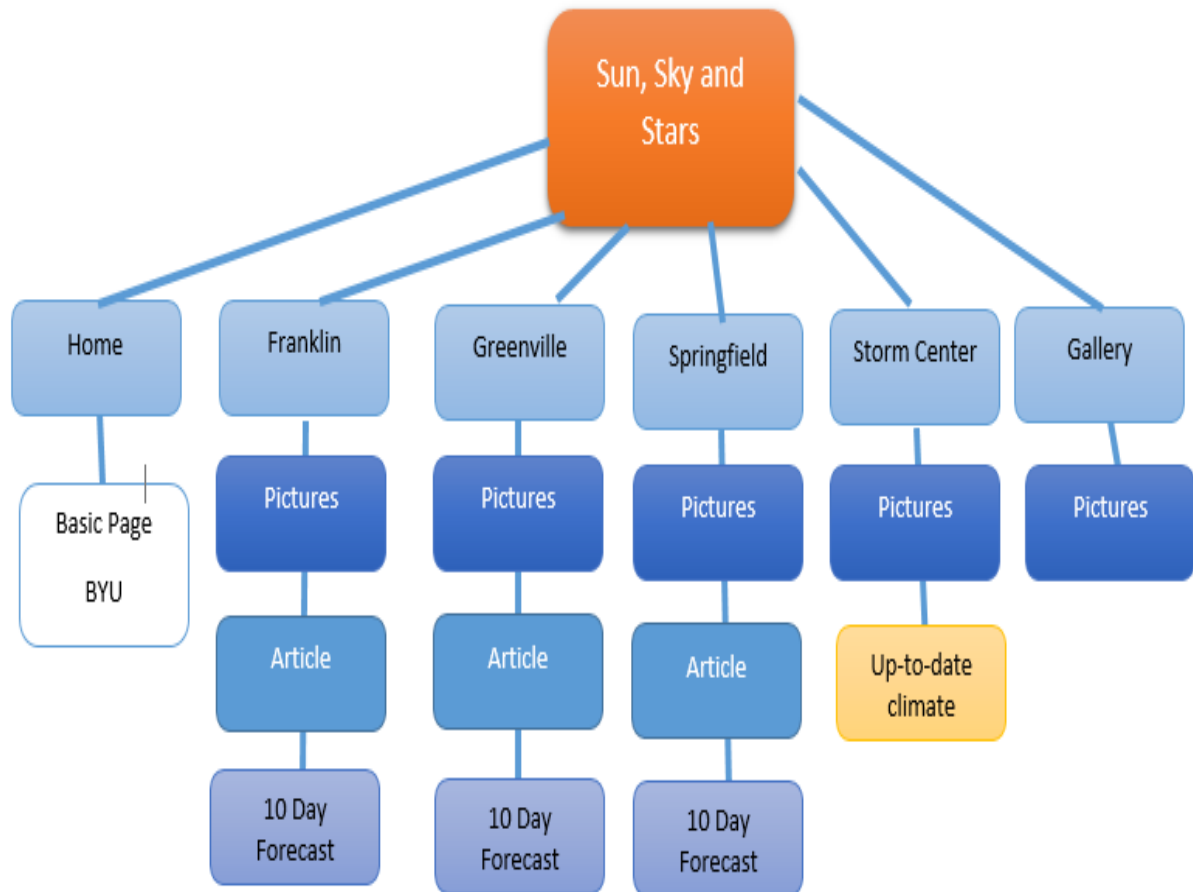 Sun, Sky and
Stars
Home
Franklin
Greenville
Springfield
Storm Center
Gallery
Basic Page
BYU
Pictures
Pictures
Pictures
Pictures
Pictures
Article
Article
Article
Up-to-date
climate
10 Day
Forecast
10 Day
Forecast
10 Day
Forecast